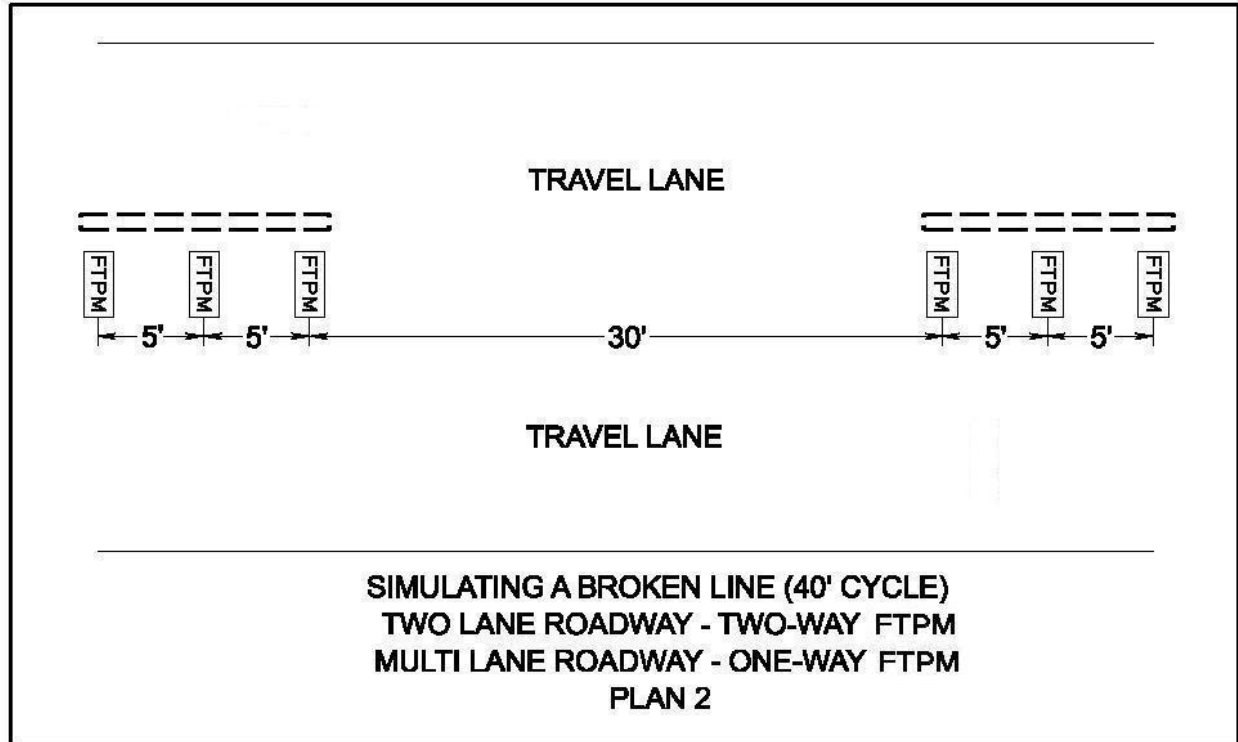 TRAVEL LANE
FTPM FTPM FTPM FTPM FTPM FTPM
5' 5' 30' 5' 5'
TRAVEL LANE
SIMULATING A BROKEN LINE (40' CYCLE)
TWO LANE ROADWAY - TWO-WAY FTPM
MULTI LANE ROADWAY - ONE-WAY FTPM
PLAN 2